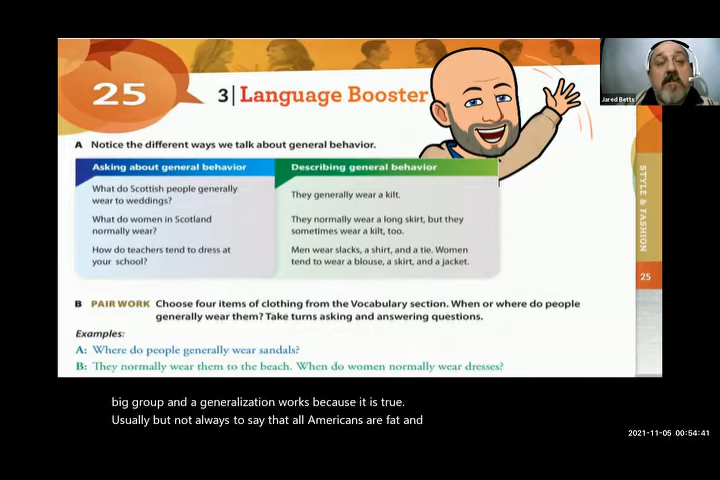 25
3| Language Booster
Jared Betts
A Notice the different ways we talk about general behavior.
Asking about general behavior
Describing general behavior
What do Scottish people generally
wear to weddings?
They generally wear a kilt.
What do women in Scotland
normally wear?
They normally wear a long skirt, but they
sometimes wear a kilt, too.
How do teachers tend to dress at
your school?
Men wear slacks, a shirt, and a tie. Women
tend to wear a blouse, a skirt, and a jacket.
STYLE & FASHION
25
B PAIR WORK Choose four items of clothing from the Vocabulary section. When or where do people
generally wear them? Take turns asking and answering questions.
Examples:
A: Where do people generally wear sandals?
B: They normally wear them to the beach. When do women normally wear dresses?
big group and a generalization works because it is true.
Usually but not always to say that all Americans are fat and
2021-11-05 00:54:41